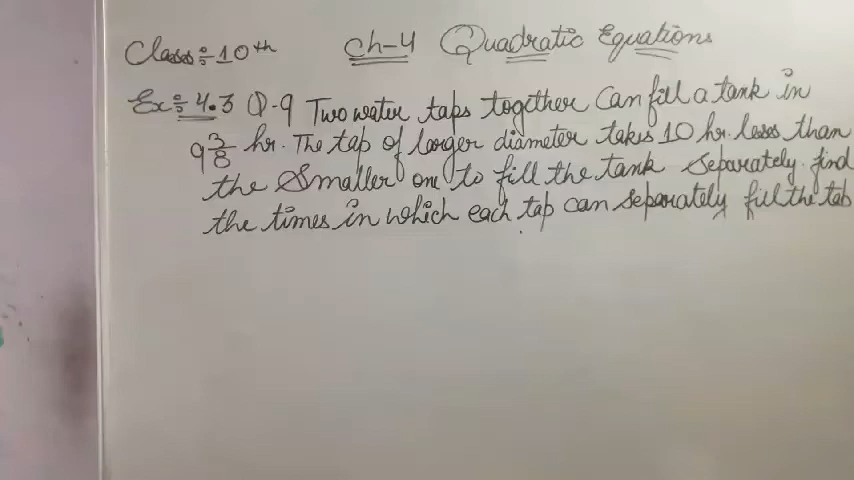 Class:-10th Ch-4 Quadratic Equations
Ex:- 4.3 Q-9 Two water taps together Can fill a tank in
9 3/8 hr. The tap of larger diameter takes 10 hr. less than
the Smaller one to fill the tank separately. find
the times in which each tap can separately fill the tab